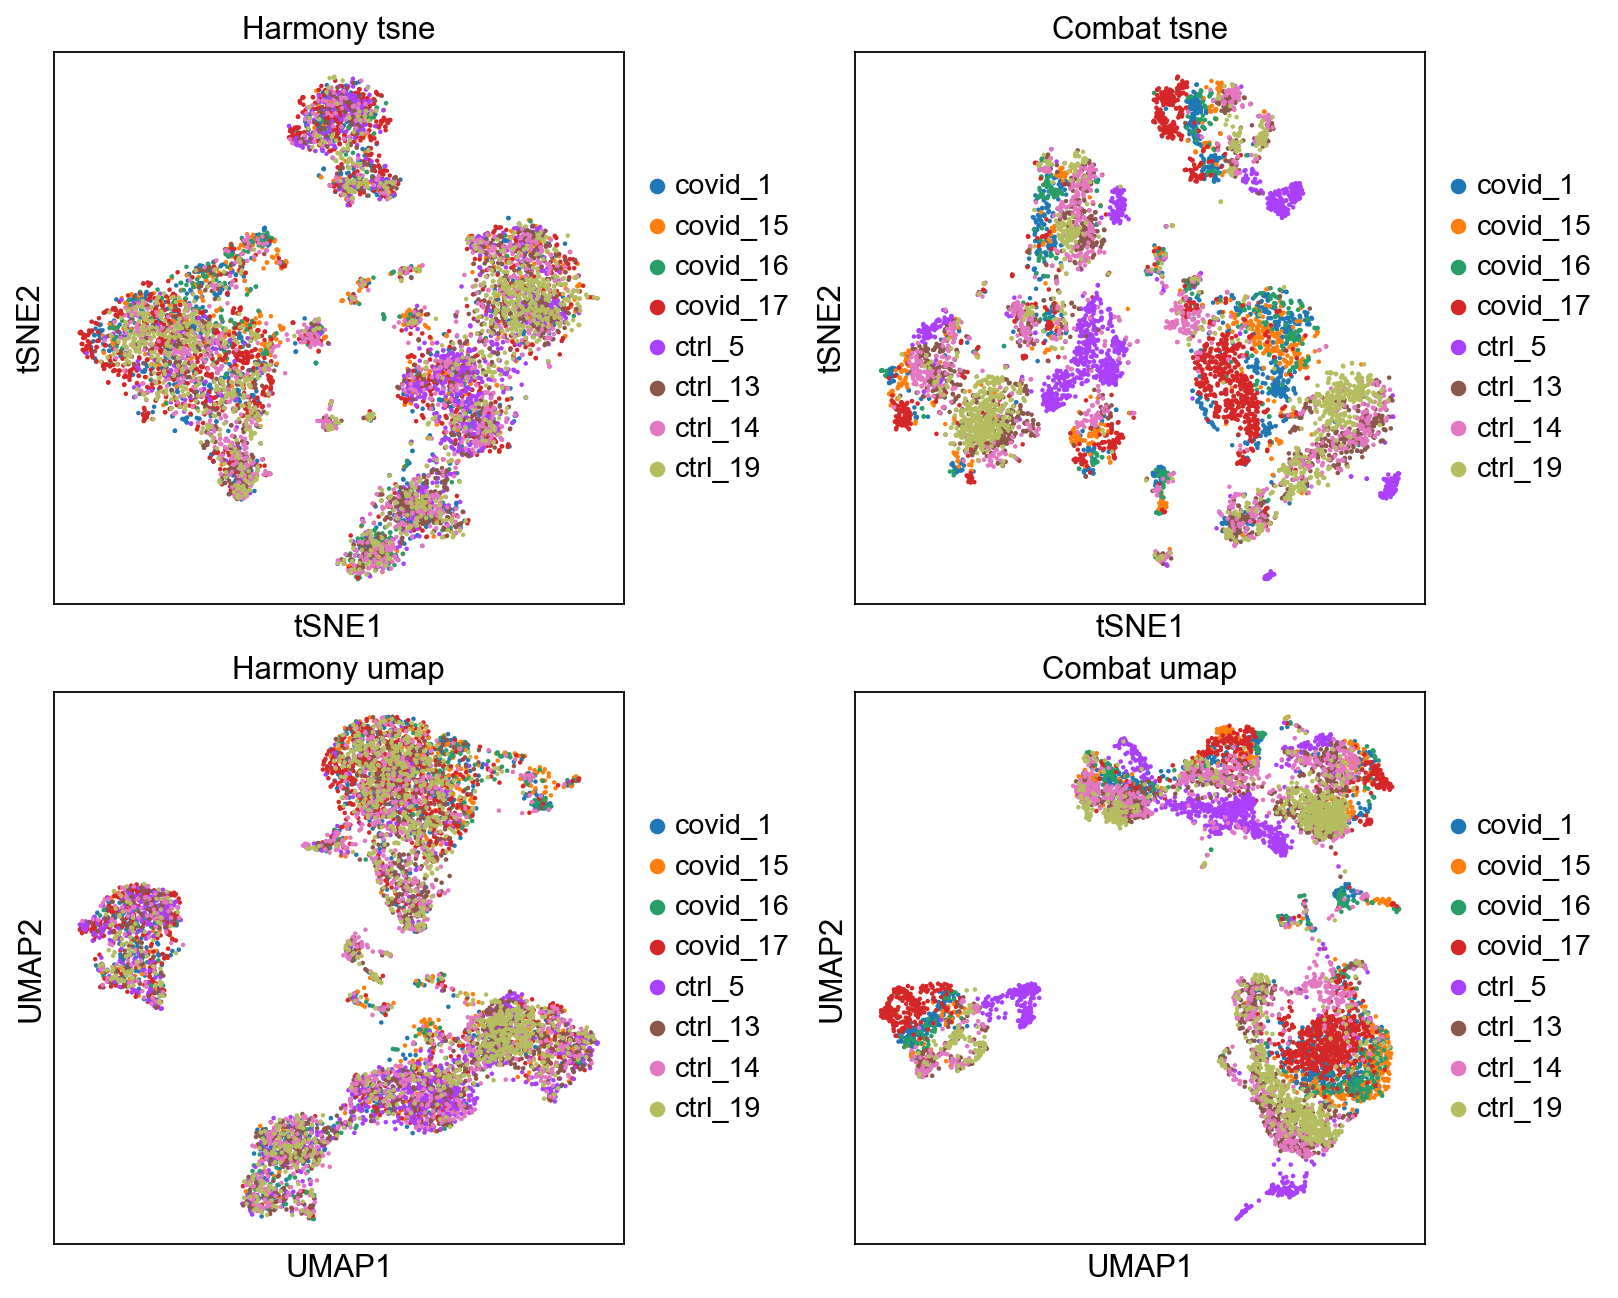 Harmony tsne
tSNE2
tSNE1
covid_1
covid_15
covid_16
covid_17
ctrl_5
ctrl_13
ctrl_14
ctrl_19
Combat tsne
tSNE2
tSNE1
covid_1
covid_15
covid_16
covid_17
ctrl_5
ctrl_13
ctrl_14
ctrl_19
Harmony umap
UMAP2
UMAP1
covid_1
covid_15
covid_16
covid_17
ctrl_5
ctrl_13
ctrl_14
ctrl_19
Combat umap
UMAP2
UMAP1
covid_1
covid_15
covid_16
covid_17
ctrl_5
ctrl_13
ctrl_14
ctrl_19